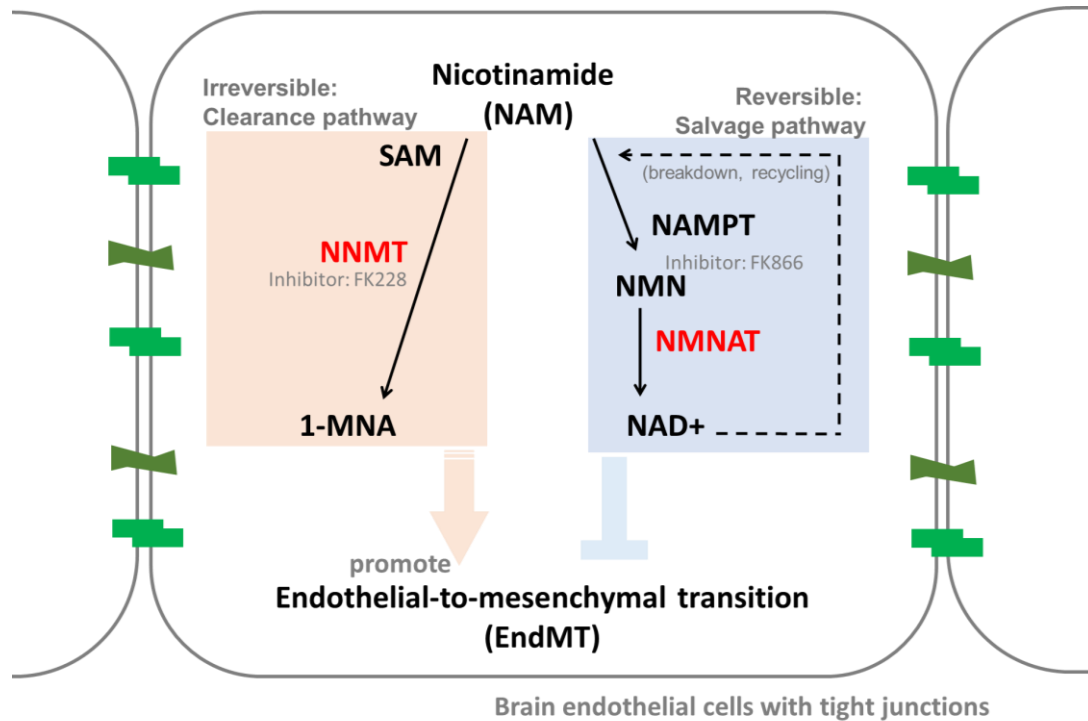 Nicotinamide
(NAM)
Irreversible:
Clearance pathway
SAM
NNMT
Inhibitor: FK228
1-MNA
Reversible:
Salvage pathway
(breakdown, recycling)
NAMPT
Inhibitor: FK866
NMN
NMNAT
NAD+
promote
Endothelial-to-mesenchymal transition
(EndMT)
Brain endothelial cells with tight junctions